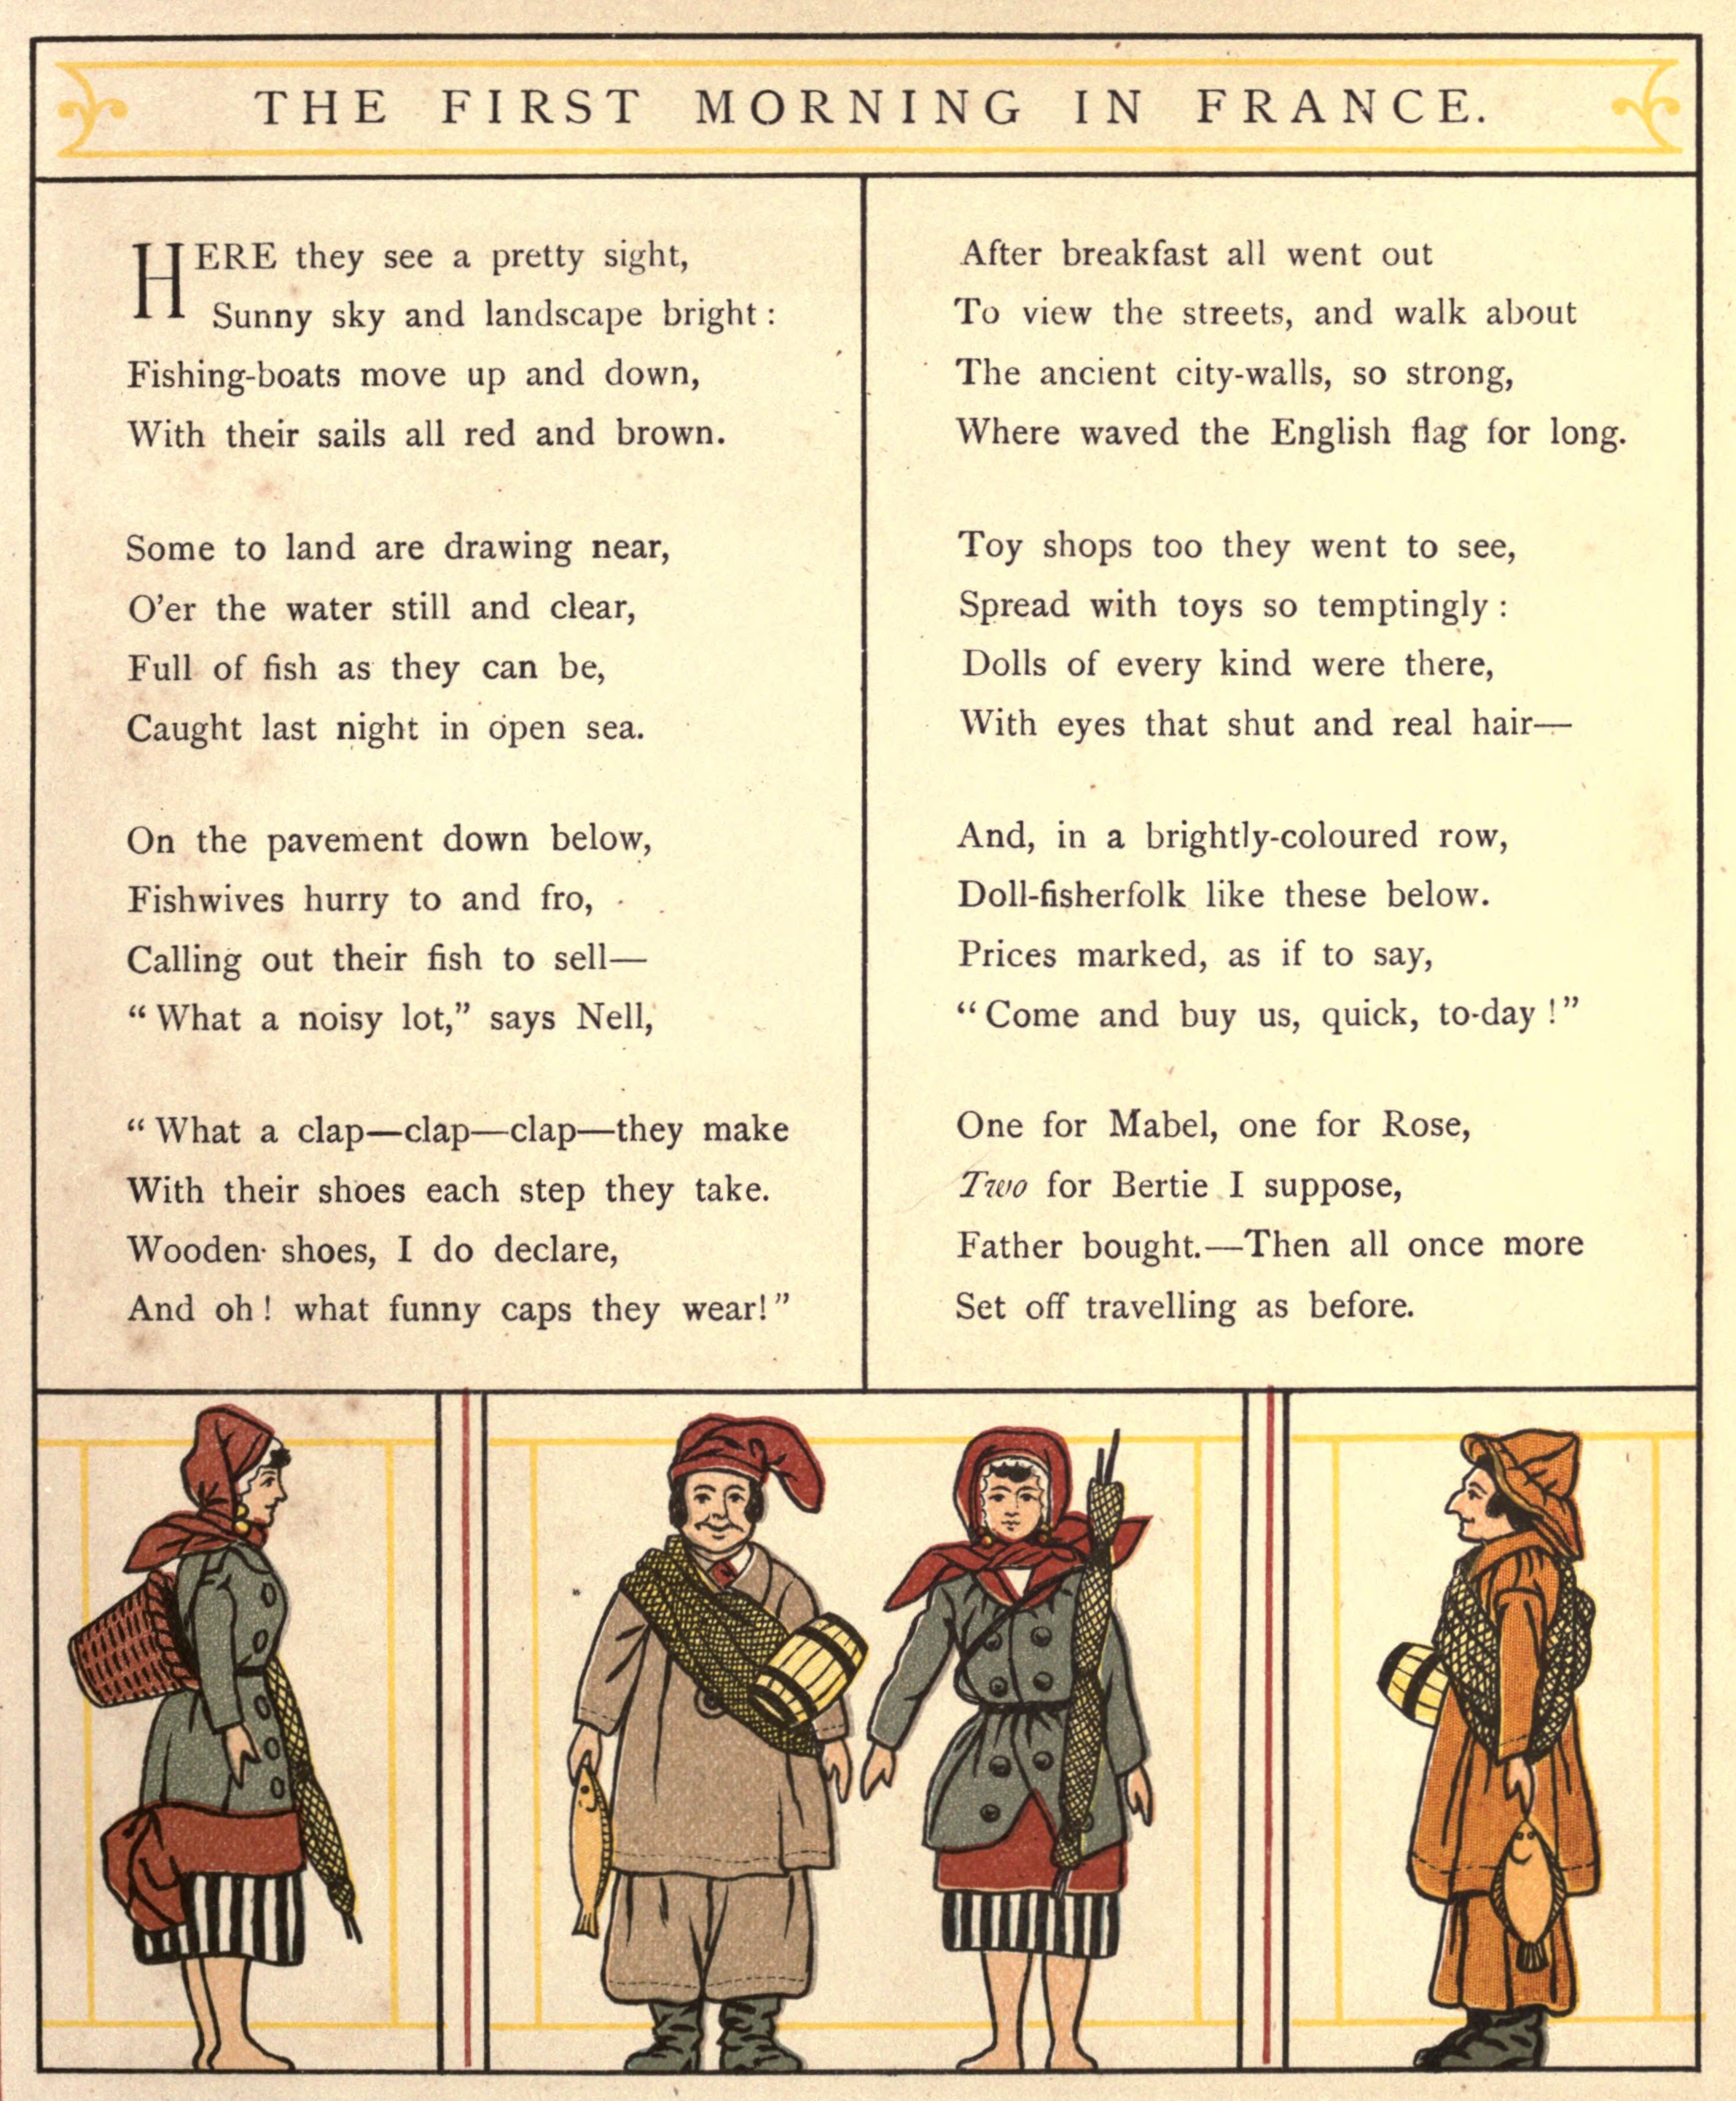 THE FIRST MORNING IN FRANCE.
HERE they see a pretty sight,
Sunny sky and landscape bright :
Fishing-boats move up and down,
With their sails all red and brown.
Some to land are drawing near,
O'er the water still and clear,
Full of fish as they can be,
Caught last night in open sea.
On the pavement down below,
Fishwives hurry to and fro,
Calling out their fish to sell—
“ What a noisy lot,” says Nell,
“ What a clap—clap—clap—they make
With their shoes each step they take.
Wooden shoes, I do declare,
And oh ! what funny caps they wear!”
After breakfast all went out
To view the streets, and walk about
The ancient city-walls, so strong,
Where waved the English flag for long.
Toy shops too they went to see,
Spread with toys so temptingly :
Dolls of every kind were there,
With eyes that shut and real hair—
And, in a brightly-coloured row,
Doll-fisherfolk like these below.
Prices marked, as if to say,
“ Come and buy us, quick, to-day !”
One for Mabel, one for Rose,
Two for Bertie I suppose,
Father bought.—Then all once more
Set off travelling as before.